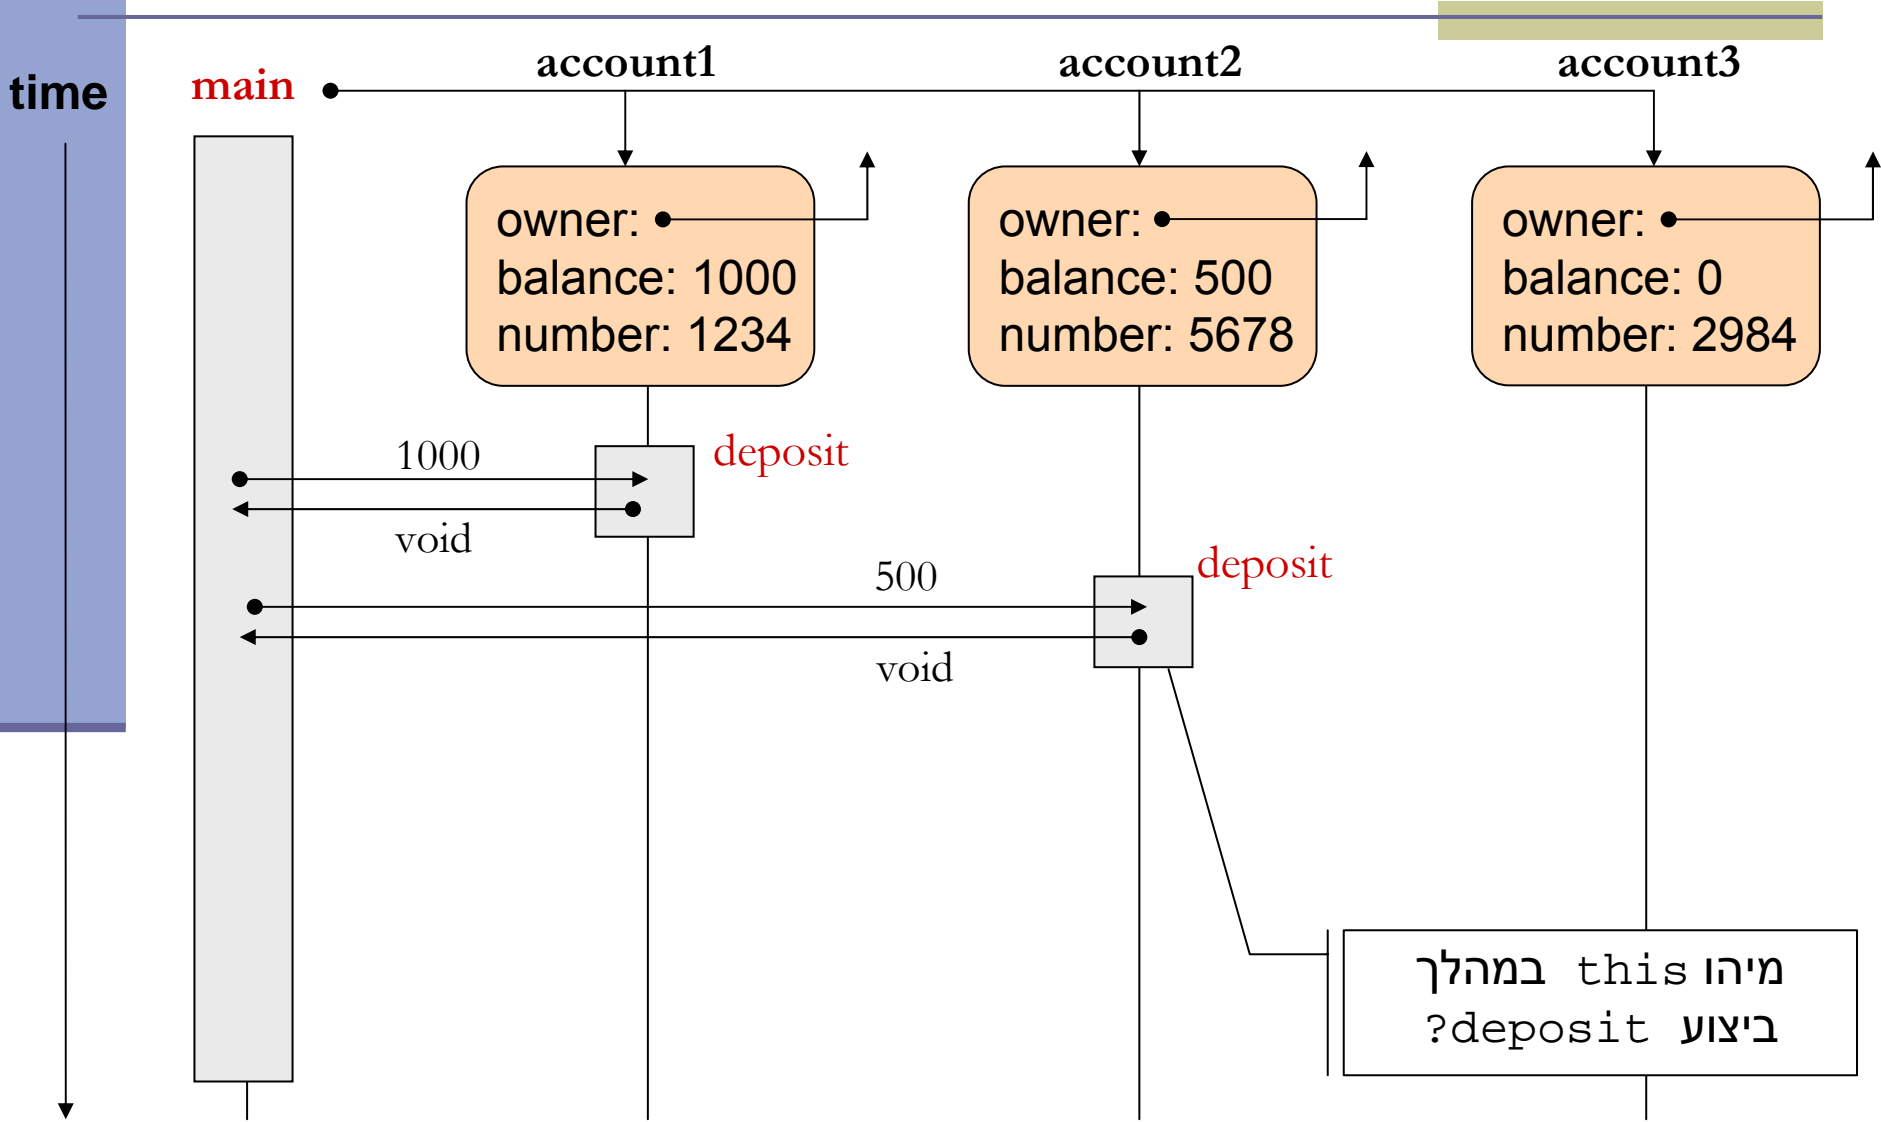 time
main
account1
account2
account3
owner:
balance: 1000
number: 1234
owner:
balance: 500
number: 5678
owner:
balance: 0
number: 2984
1000
deposit
void
500
deposit
void
מיהו this במהלך
ביצוע deposit?